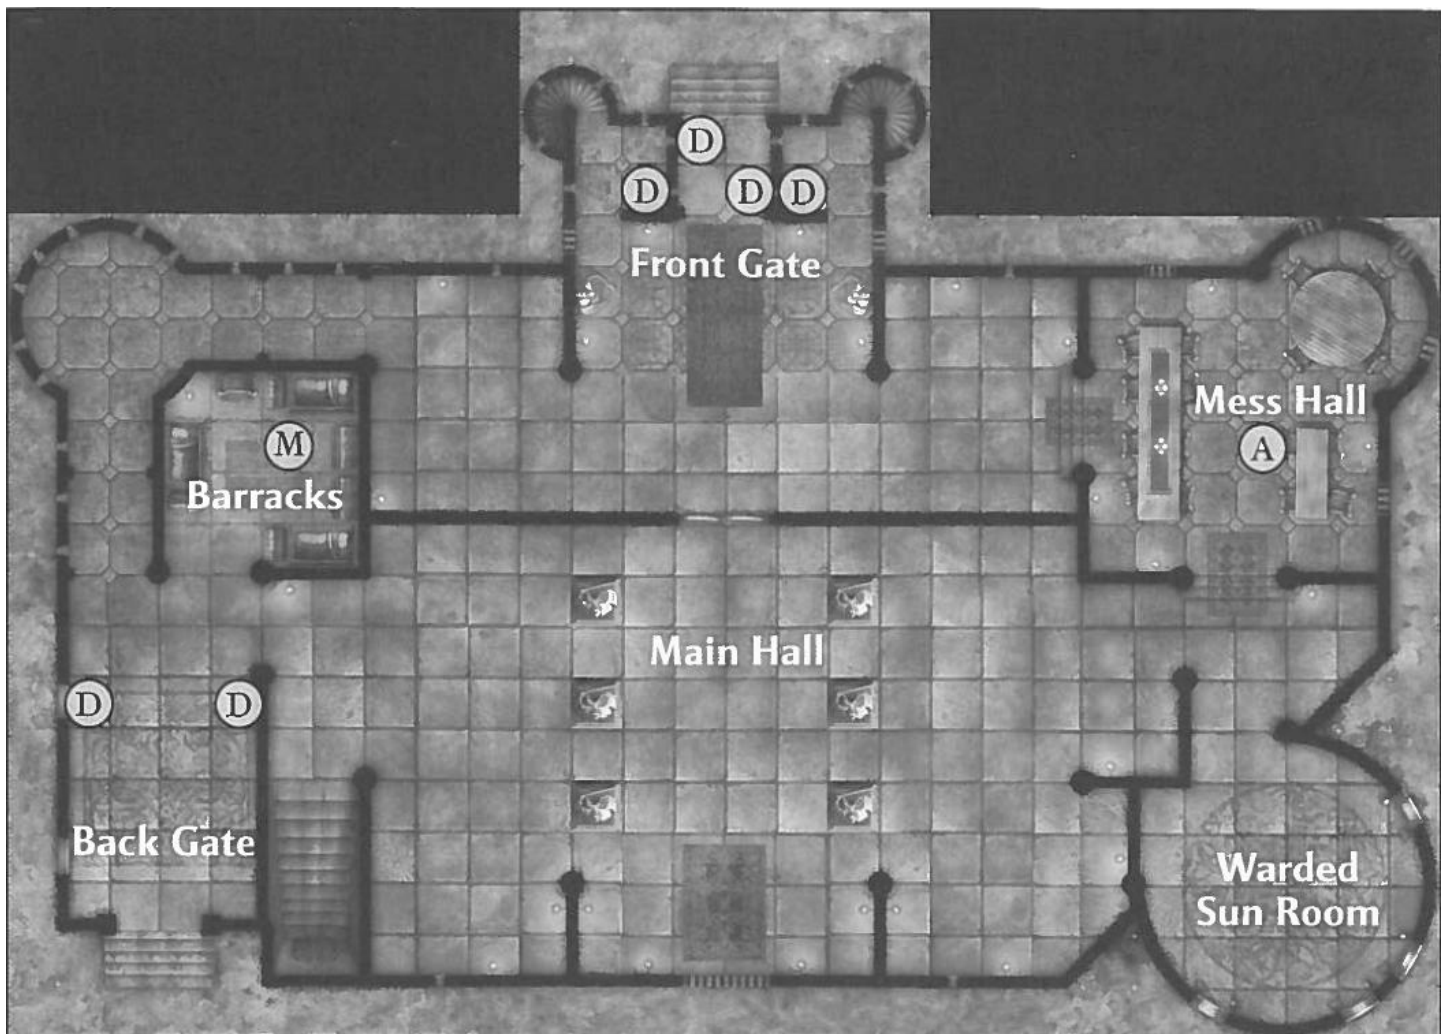 D
D
D
D
Front Gate
Mess Hall
M
A
Barracks
Main Hall
D
D
Back Gate
Warded
Sun Room